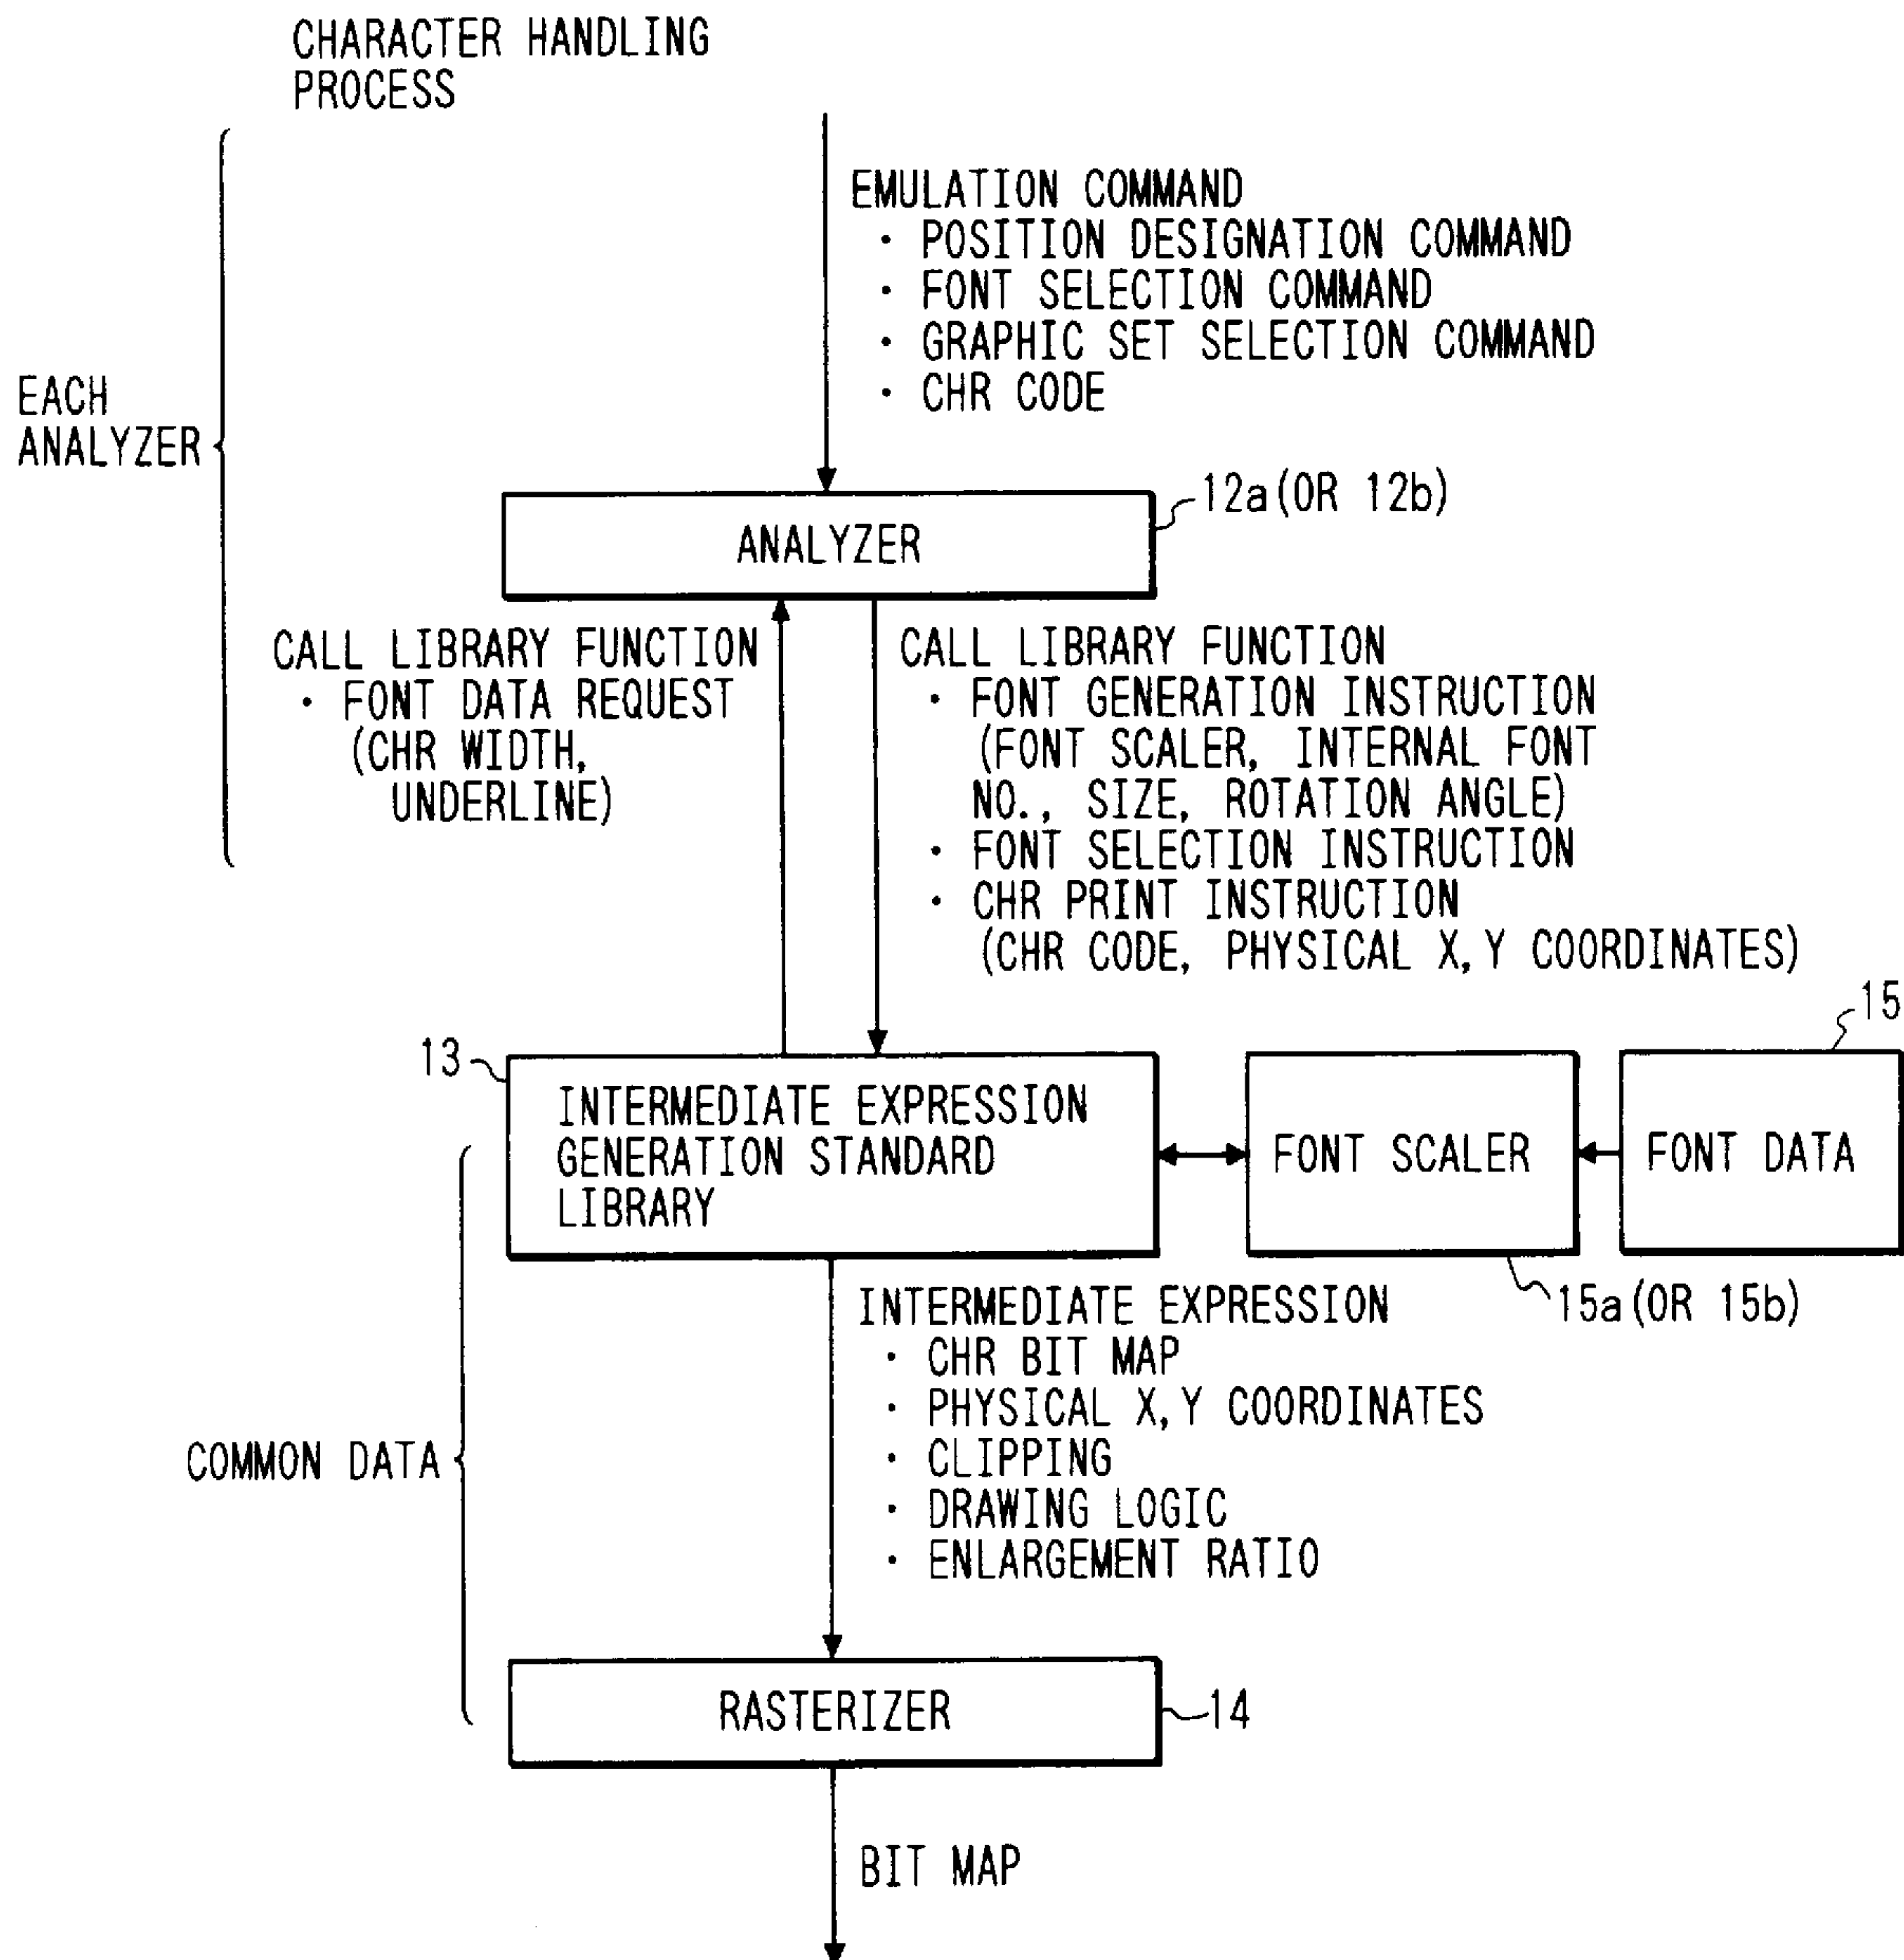 CHARACTER HANDLING
PROCESS
EMULATION COMMAND
· POSITION DESIGNATION COMMAND
· FONT SELECTION COMMAND
· GRAPHIC SET SELECTION COMMAND
· CHR CODE
EACH
ANALYZER
12a(OR 12b)
ANALYZER
CALL LIBRARY FUNCTION
· FONT DATA REQUEST
(CHR WIDTH,
UNDERLINE)
CALL LIBRARY FUNCTION
· FONT GENERATION INSTRUCTION
(FONT SCALER, INTERNAL FONT
NO., SIZE, ROTATION ANGLE)
· FONT SELECTION INSTRUCTION
· CHR PRINT INSTRUCTION
(CHR CODE, PHYSICAL X,Y COORDINATES)
13
15
INTERMEDIATE EXPRESSION
GENERATION STANDARD
LIBRARY
FONT SCALER
FONT DATA
15a(OR 15b)
INTERMEDIATE EXPRESSION
· CHR BIT MAP
· PHYSICAL X,Y COORDINATES
· CLIPPING
· DRAWING LOGIC
· ENLARGEMENT RATIO
COMMON DATA
RASTERIZER
14
BIT MAP